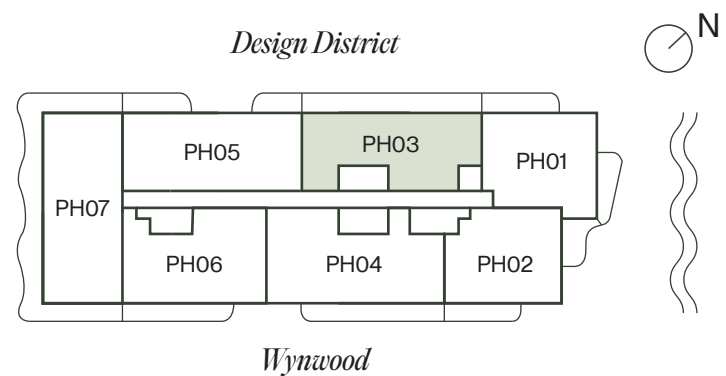 N
Design District
PH03
PH05
PH01
PH07
PH06
PH04
PH02
Wynwood